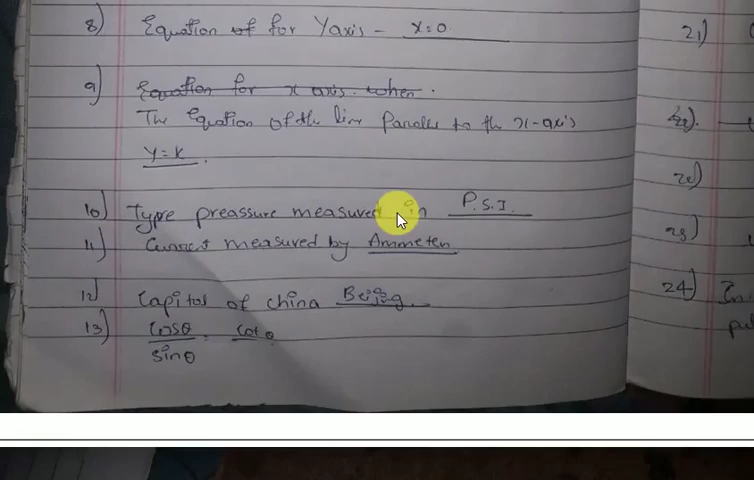 8) Equation of for Y axis - x=0.
9) Equation for x axis. when.
The Equation of the line Parallel to the x-axis
y=k.
10) Type preassure measured in P.S.I.
11) Current measured by Ammeter
12) Capitol of china Beijing.
13) cosθ/sinθ. cotθ
21)
23)
24) In